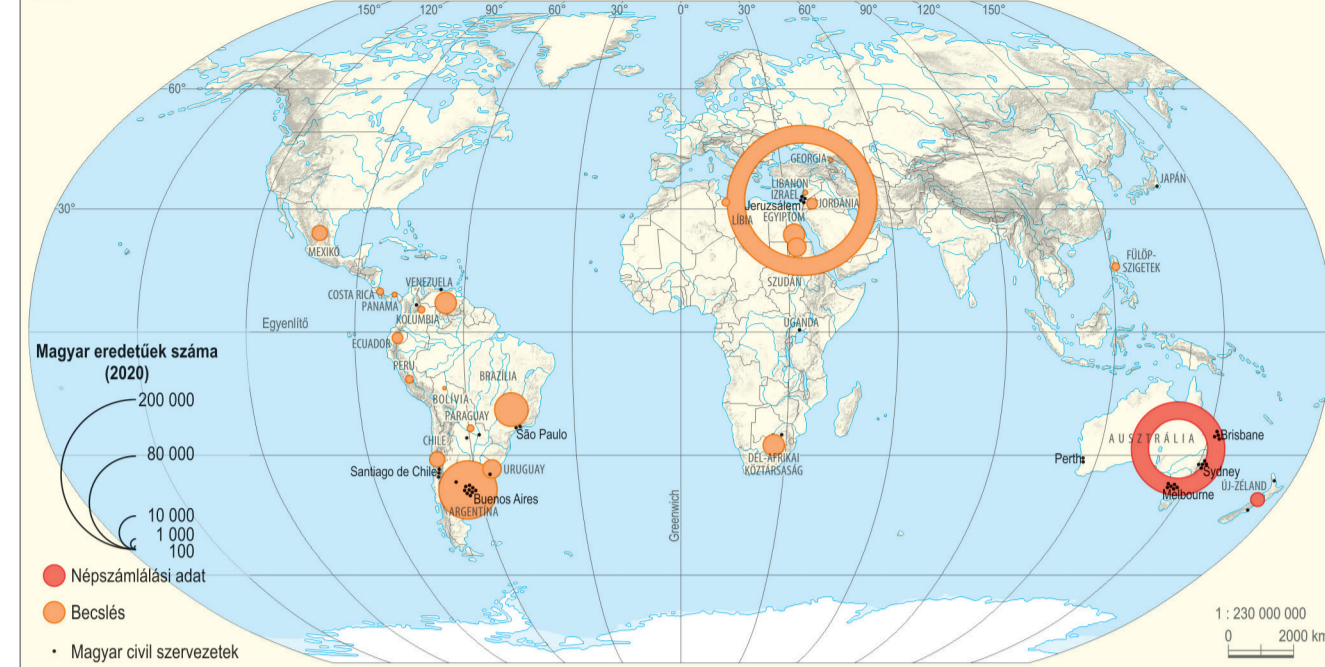 150° 120° 90° 60° 30° 0° 30° 60° 90° 120° 150°
60°
GEORGIA
LIBANON
IZRAEL
JAPÁN
30°
Jeruzsálem
JORDÁNIA
LÍBIA
EGYIPTOM
MEXIKÓ
FÜLÖP-
SZIGETEK
SZUDÁN
VENEZUELA
COSTA RICA
PANAMA
KOLUMBIA
Egyenlítő
UGANDA
ECUADOR
Magyar eredetűek száma
(2020)
PERU
BRAZÍLIA
200 000
BOLÍVIA
PARAGUAY
CHILE
São Paulo
AUSZTRÁLIA
Brisbane
80 000
Perth
DÉL-AFRIKAI
KÖZTÁRSASÁG
Santiago de Chile
URUGUAY
Sydney
ÚJ-ZÉLAND
Melbourne
Buenos Aires
ARGENTÍNA
10 000
Greenwich
1 000
100
Népszámlálási adat
Becslés
1 : 230 000 000
0 2000 km
Magyar civil szervezetek